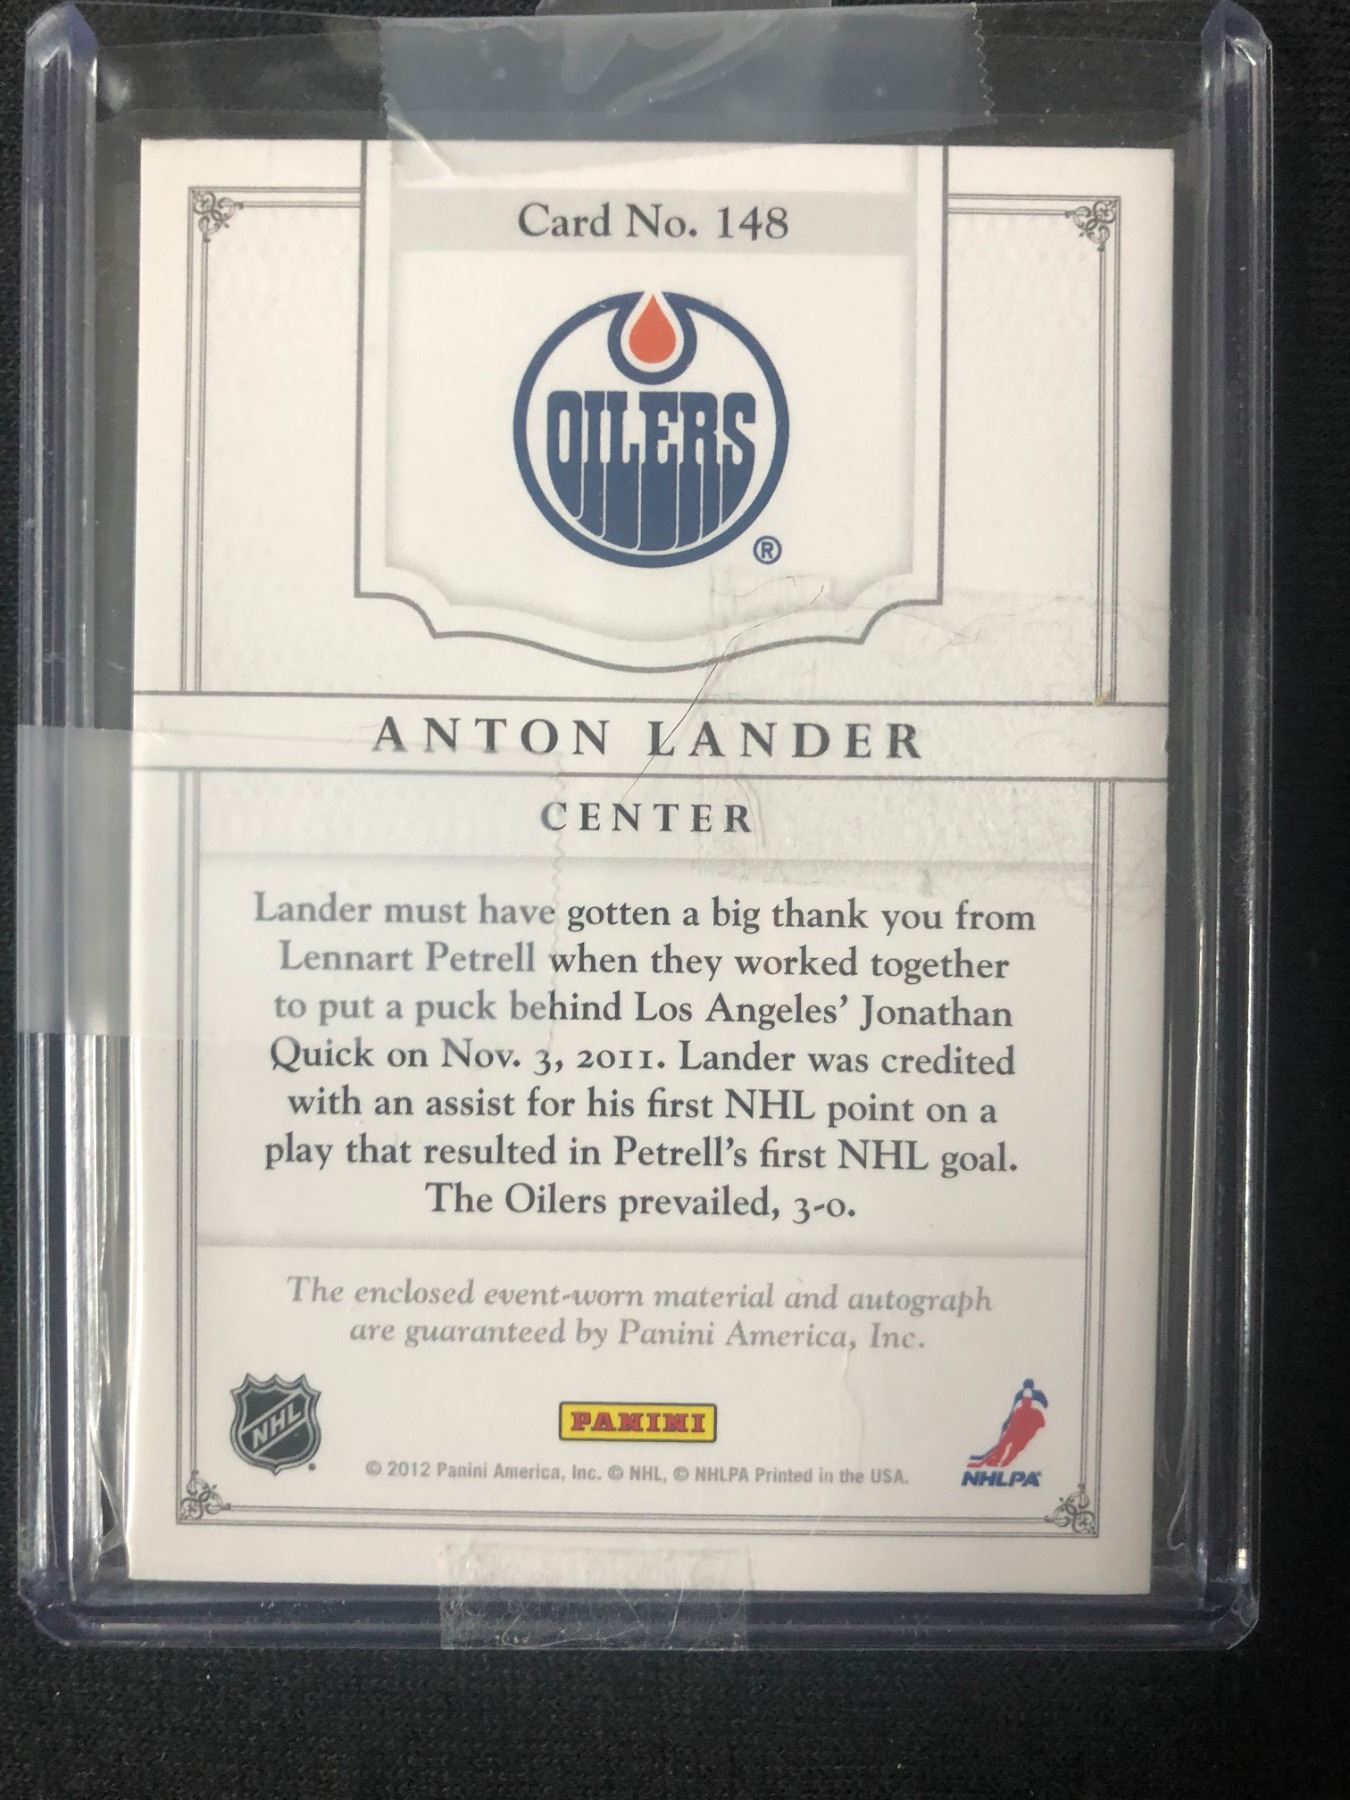 Card No. 148
OILERS
®
ANTON LANDER
CENTER
Lander must have gotten a big thank you from
Lennart Petrell when they worked together
to put a puck behind Los Angeles’ Jonathan
Quick on Nov. 3, 2011. Lander was credited
with an assist for his first NHL point on a
play that resulted in Petrell’s first NHL goal.
The Oilers prevailed, 3-0.
The enclosed event-worn material and autograph
are guaranteed by Panini America, Inc.
NHL
PANINI
NHLPA
© 2012 Panini America, Inc. © NHL, © NHLPA Printed in the USA.